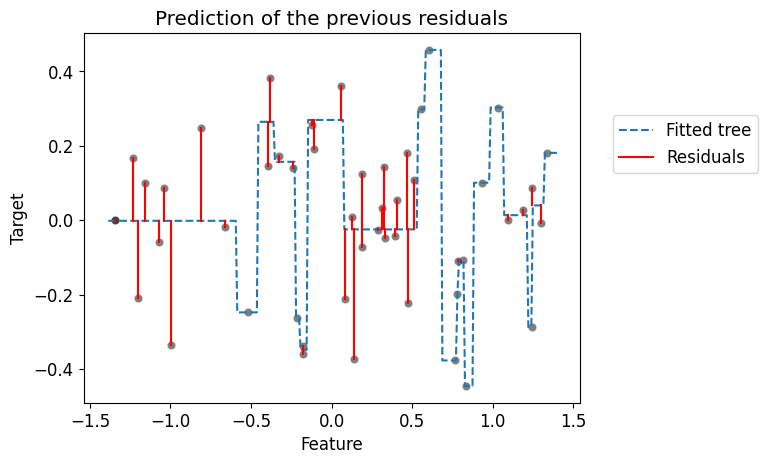 Prediction of the previous residuals
Target
0.4
0.2
0.0
−0.2
−0.4
−1.5
−1.0
−0.5
0.0
0.5
1.0
1.5
Feature
Fitted tree
Residuals